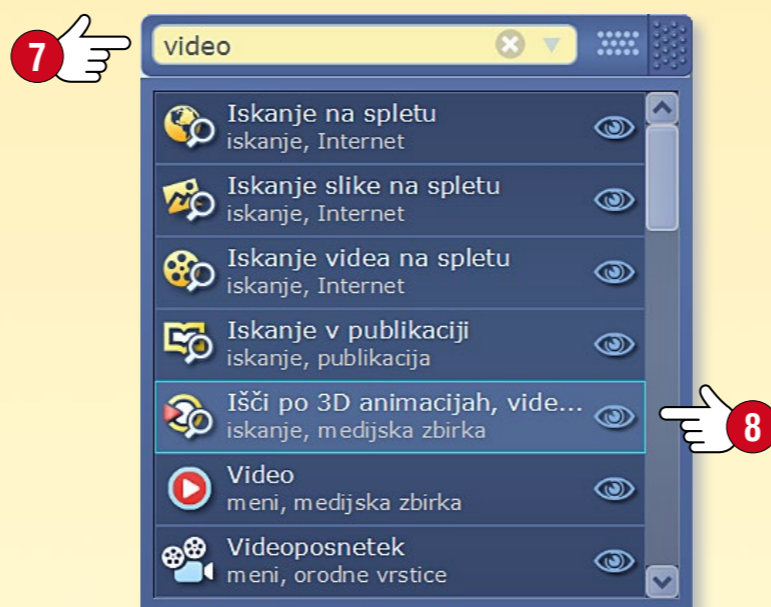 7
video
Iskanje na spletu
iskanje, Internet
Iskanje slike na spletu
iskanje, Internet
Iskanje videa na spletu
iskanje, Internet
Iskanje v publikaciji
iskanje, publikacija
Išči po 3D animacijah, vide...
iskanje, medijska zbirka
8
Video
meni, medijska zbirka
Videoposnetek
meni, orodne vrstice